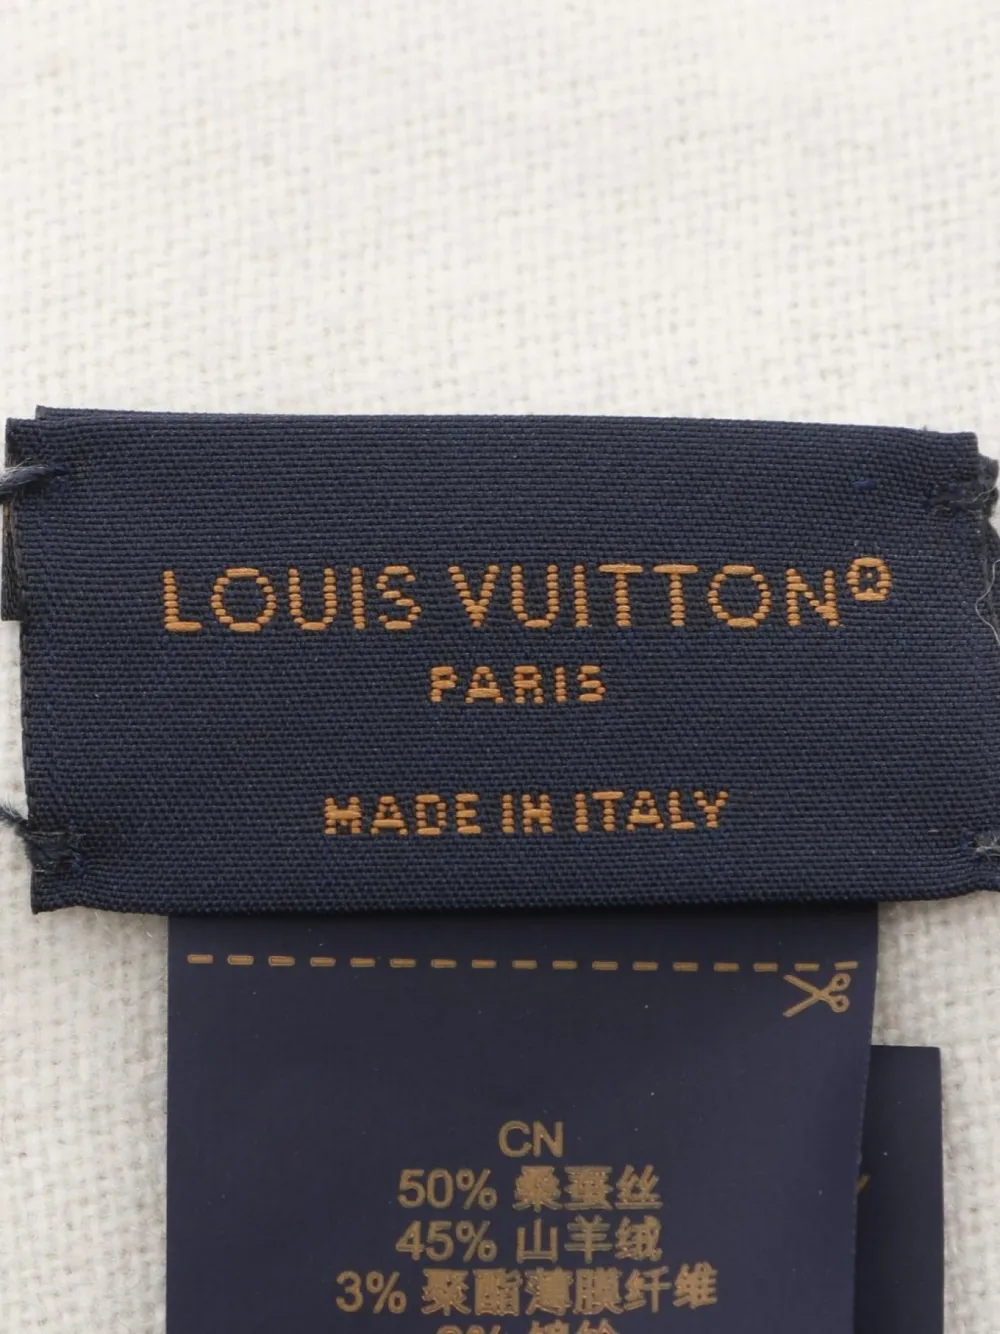 LOUIS VUITTON®
PARIS
MADE IN ITALY
CN
50% 桑蚕丝
45% 山羊绒
3% 聚酯薄膜纤维